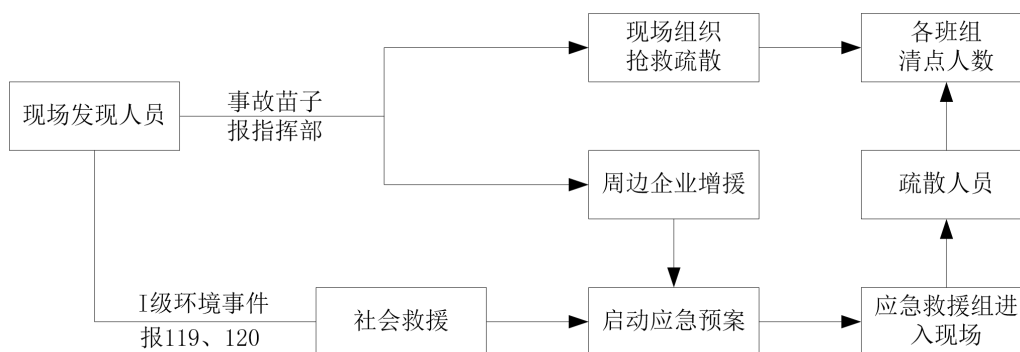 现场组织
抢救疏散
各班组
清点人数
现场发现人员
事故苗子
报指挥部
周边企业增援
疏散人员
I级环境事件
报119、120
社会救援
启动应急预案
应急救援组进
入现场